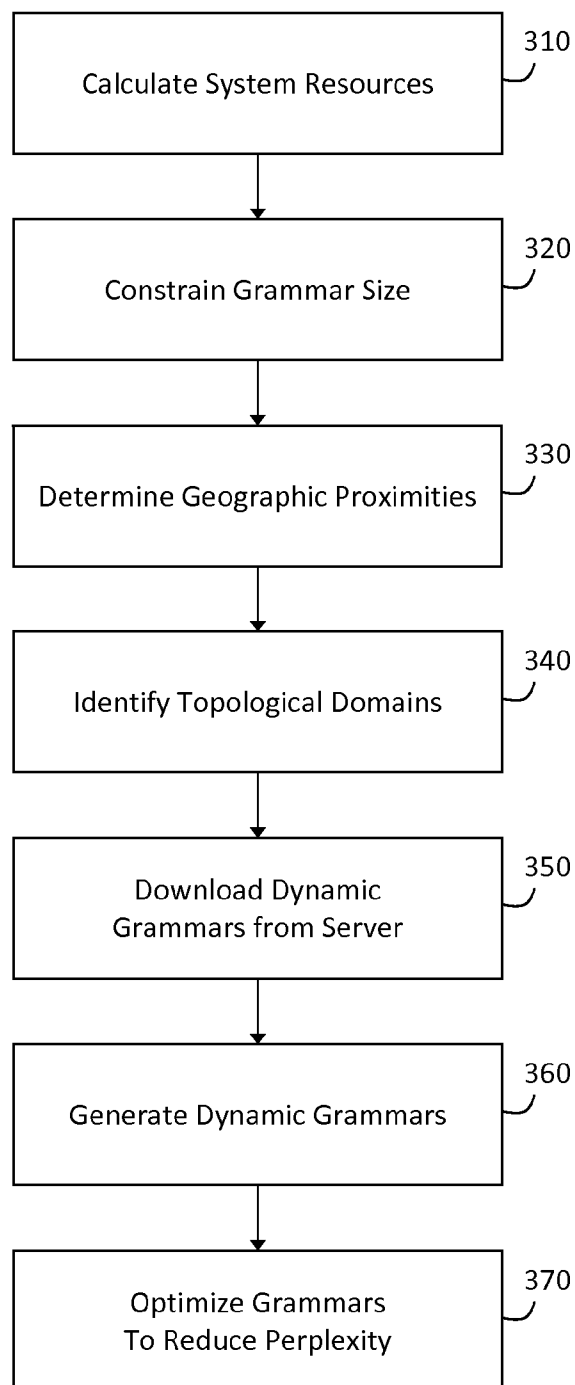 310
Calculate System Resources
320
Constrain Grammar Size
330
Determine Geographic Proximities
340
Identify Topological Domains
350
Download Dynamic
Grammars from Server
360
Generate Dynamic Grammars
370
Optimize Grammars
To Reduce Perplexity